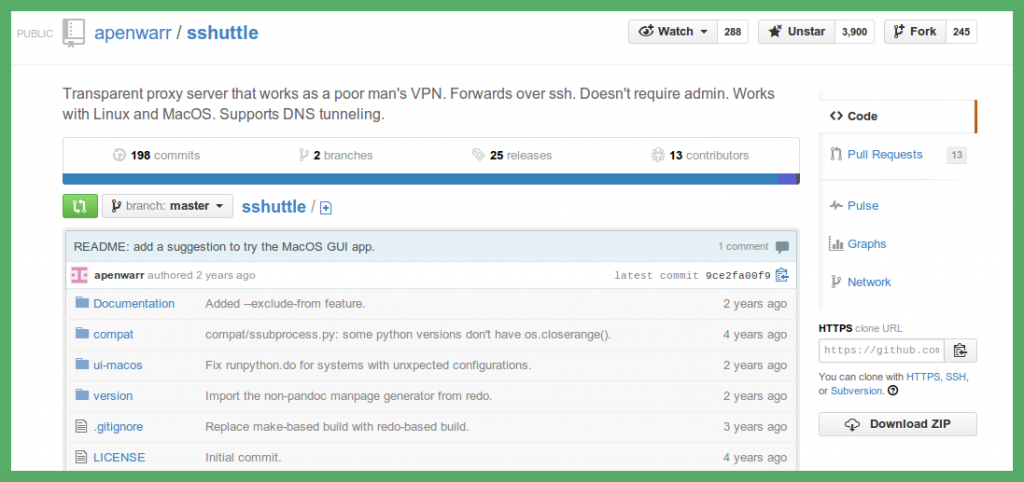 PUBLIC apenwarr / sshuttle Watch 288 Unstar 3,900 Fork 245
Transparent proxy server that works as a poor man's VPN. Forwards over ssh. Doesn't require admin. Works
with Linux and MacOS. Supports DNS tunneling.
198 commits 2 branches 25 releases 13 contributors
branch: master sshuttle /
README: add a suggestion to try the MacOS GUI app. 1 comment
apenwarr authored 2 years ago latest commit 9ce2fa00f9
Documentation Added --exclude-from feature. 2 years ago
compat compat/ssubprocess.py: some python versions don't have os.closerange(). 4 years ago
ui-macos Fix runpython.do for systems with unexpected configurations. 2 years ago
version Import the non-pandoc manpage generator from redo. 2 years ago
.gitignore Replace make-based build with redo-based build. 3 years ago
LICENSE Initial commit. 4 years ago
Code
Pull Requests 13
Pulse
Graphs
Network
HTTPS clone URL
https://github.com
You can clone with HTTPS, SSH,
or Subversion.
Download ZIP